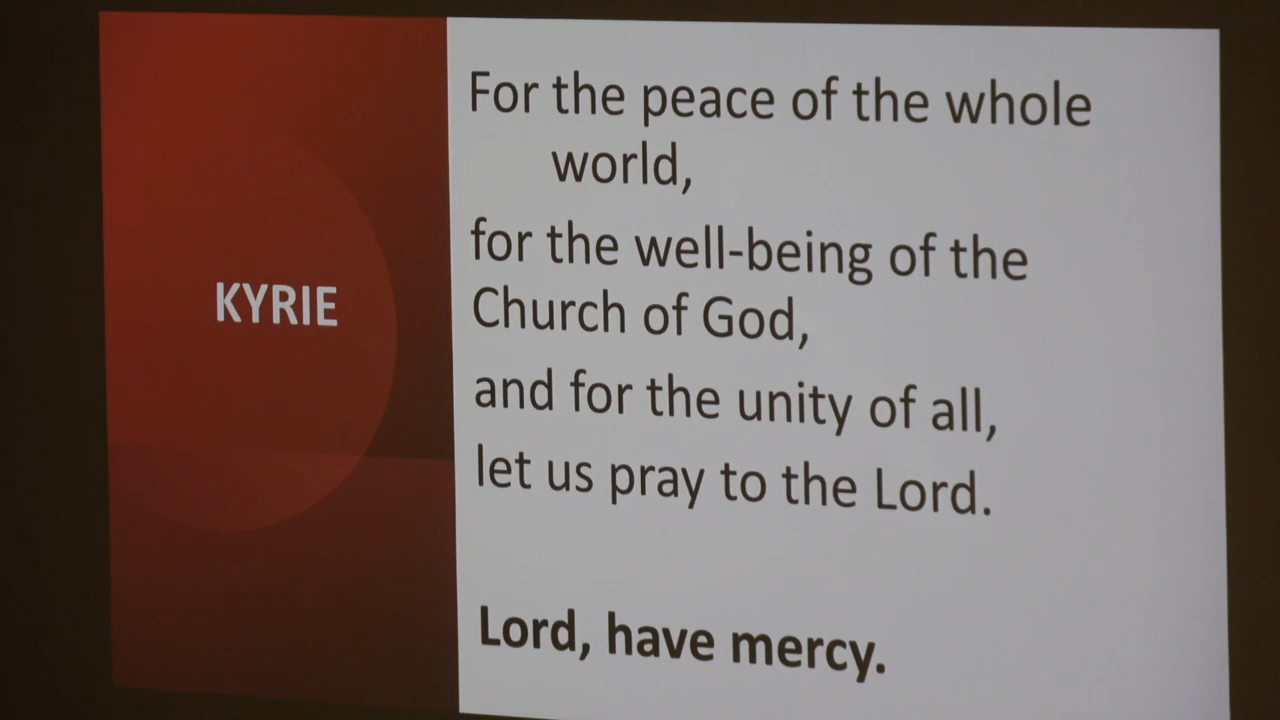 KYRIE
For the peace of the whole
world,
for the well-being of the
Church of God,
and for the unity of all,
let us pray to the Lord.
Lord, have mercy.